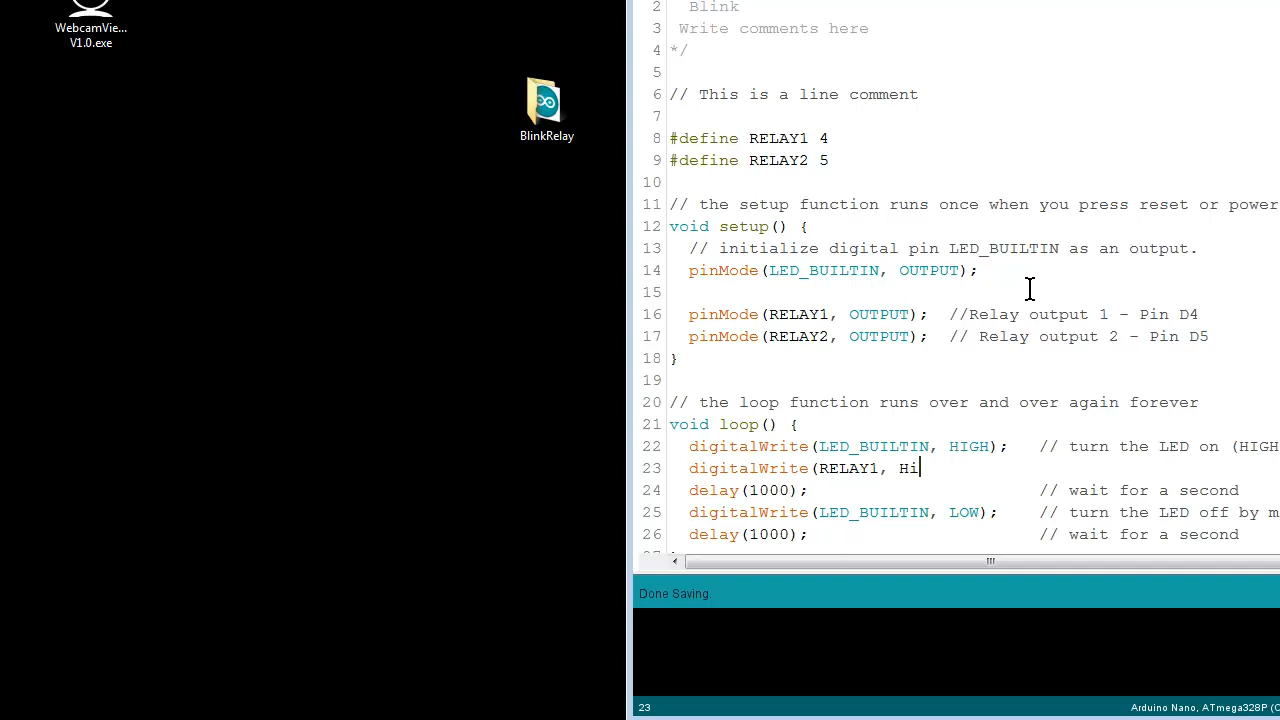 WebcamVie...
V1.0.exe
BlinkRelay
2 Blink
3 Write comments here
4 */
5
6 // This is a line comment
7
8 #define RELAY1 4
9 #define RELAY2 5
10
11 // the setup function runs once when you press reset or power
12 void setup() {
13 // initialize digital pin LED_BUILTIN as an output.
14 pinMode(LED_BUILTIN, OUTPUT);
15
16 pinMode(RELAY1, OUTPUT); //Relay output 1 - Pin D4
17 pinMode(RELAY2, OUTPUT); // Relay output 2 - Pin D5
18 }
19
20 // the loop function runs over and over again forever
21 void loop() {
22 digitalWrite(LED_BUILTIN, HIGH); // turn the LED on (HIGH
23 digitalWrite(RELAY1, Hi
24 delay(1000); // wait for a second
25 digitalWrite(LED_BUILTIN, LOW); // turn the LED off by m
26 delay(1000); // wait for a second
Done Saving.
23 Arduino Nano, ATmega328P (